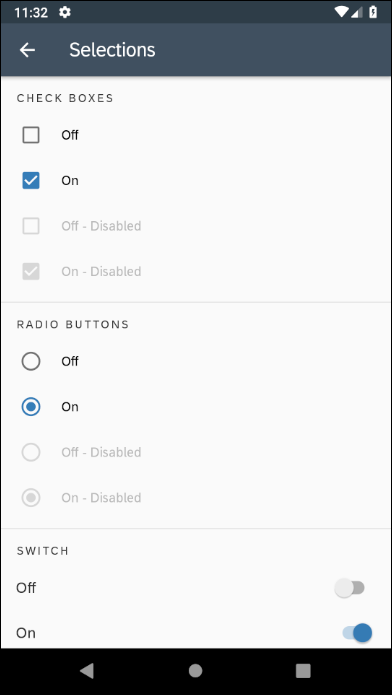 11:32
Selections
CHECK BOXES
Off
On
Off - Disabled
On - Disabled
RADIO BUTTONS
Off
On
Off - Disabled
On - Disabled
SWITCH
Off
On